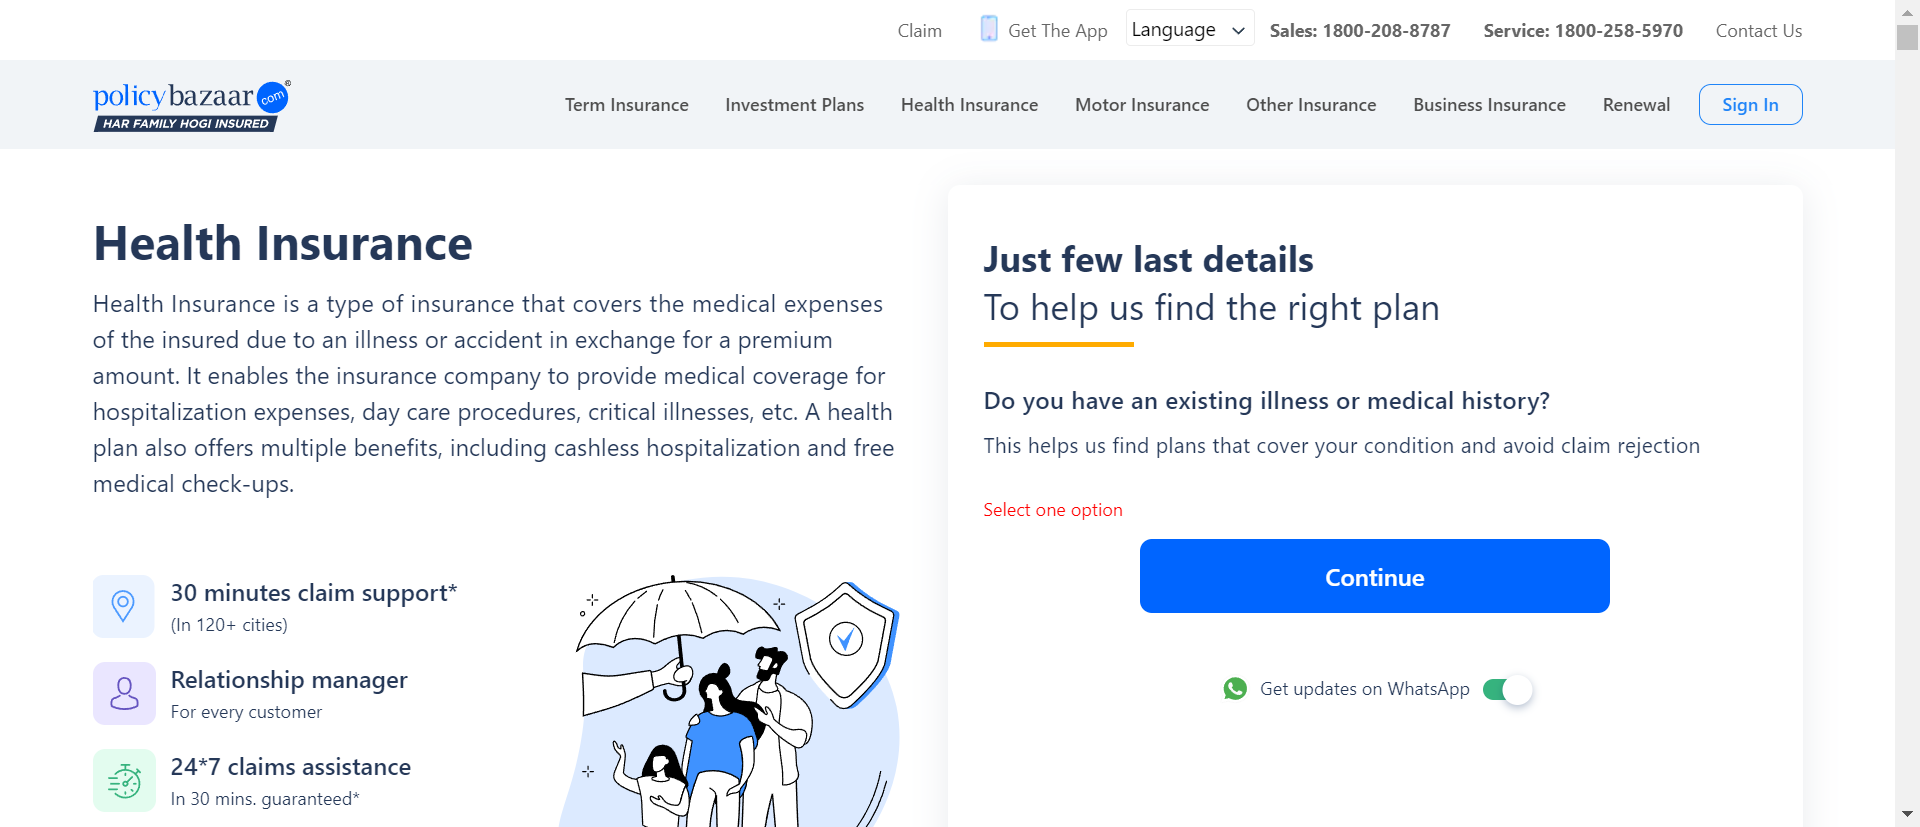 Claim
Get The App
Language
Sales: 1800-208-8787
Service: 1800-258-5970
Contact Us
policybazaar.com®
HAR FAMILY HOGI INSURED
Term Insurance
Investment Plans
Health Insurance
Motor Insurance
Other Insurance
Business Insurance
Renewal
Sign In
Health Insurance
Health Insurance is a type of insurance that covers the medical expenses
of the insured due to an illness or accident in exchange for a premium
amount. It enables the insurance company to provide medical coverage for
hospitalization expenses, day care procedures, critical illnesses, etc. A health
plan also offers multiple benefits, including cashless hospitalization and free
medical check-ups.
30 minutes claim support*
(In 120+ cities)
Relationship manager
For every customer
24*7 claims assistance
In 30 mins. guaranteed*
Just few last details
To help us find the right plan
Do you have an existing illness or medical history?
This helps us find plans that cover your condition and avoid claim rejection
Select one option
Continue
Get updates on WhatsApp